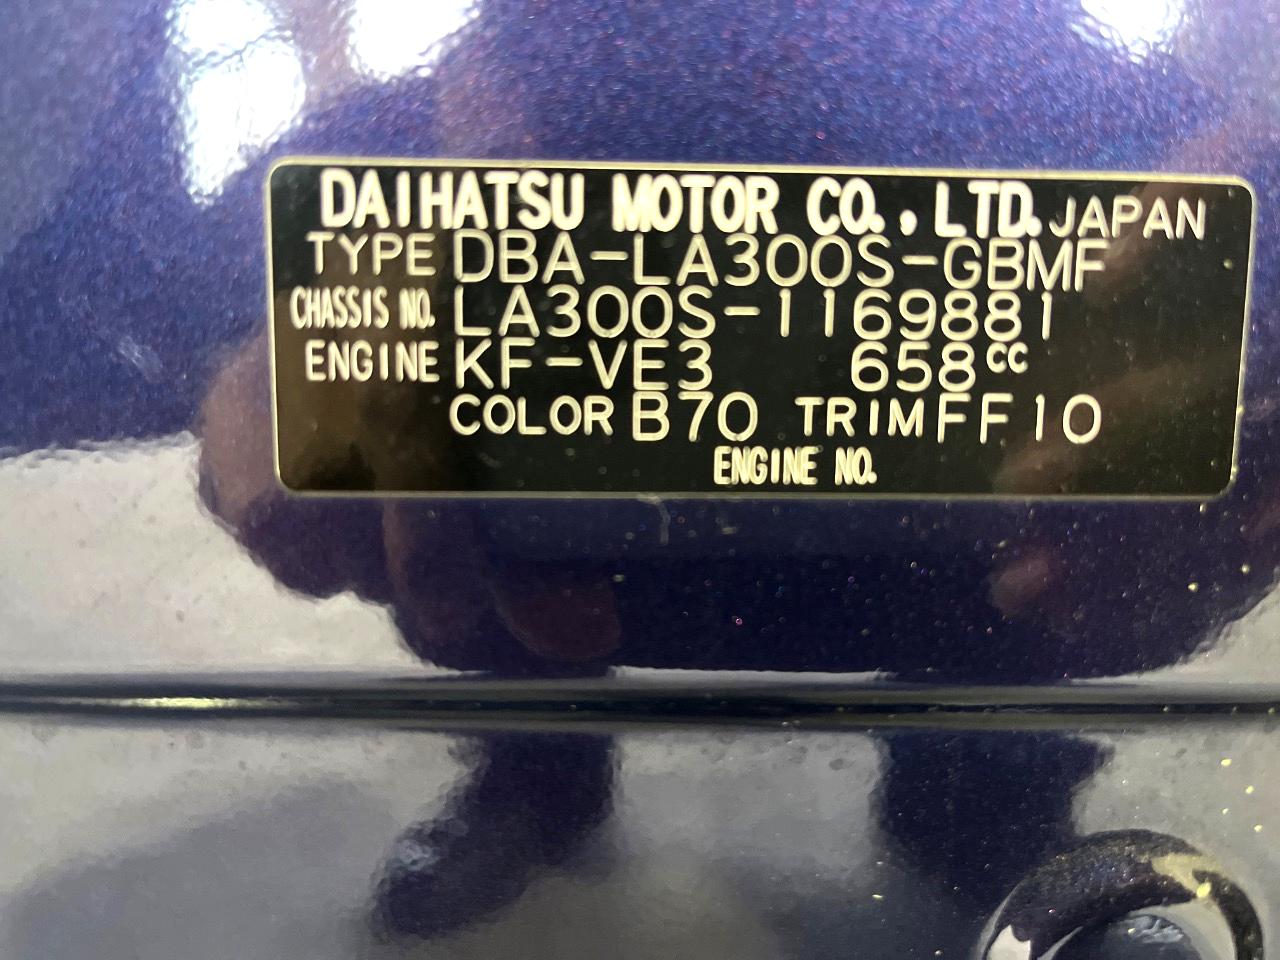 DAIHATSU MOTOR CO., LTD. JAPAN
TYPE DBA-LA300S-GBMF
CHASSIS NO. LA300S-1169881
ENGINE KF-VE3 658cc
COLOR B70 TRIM FF10
ENGINE NO.